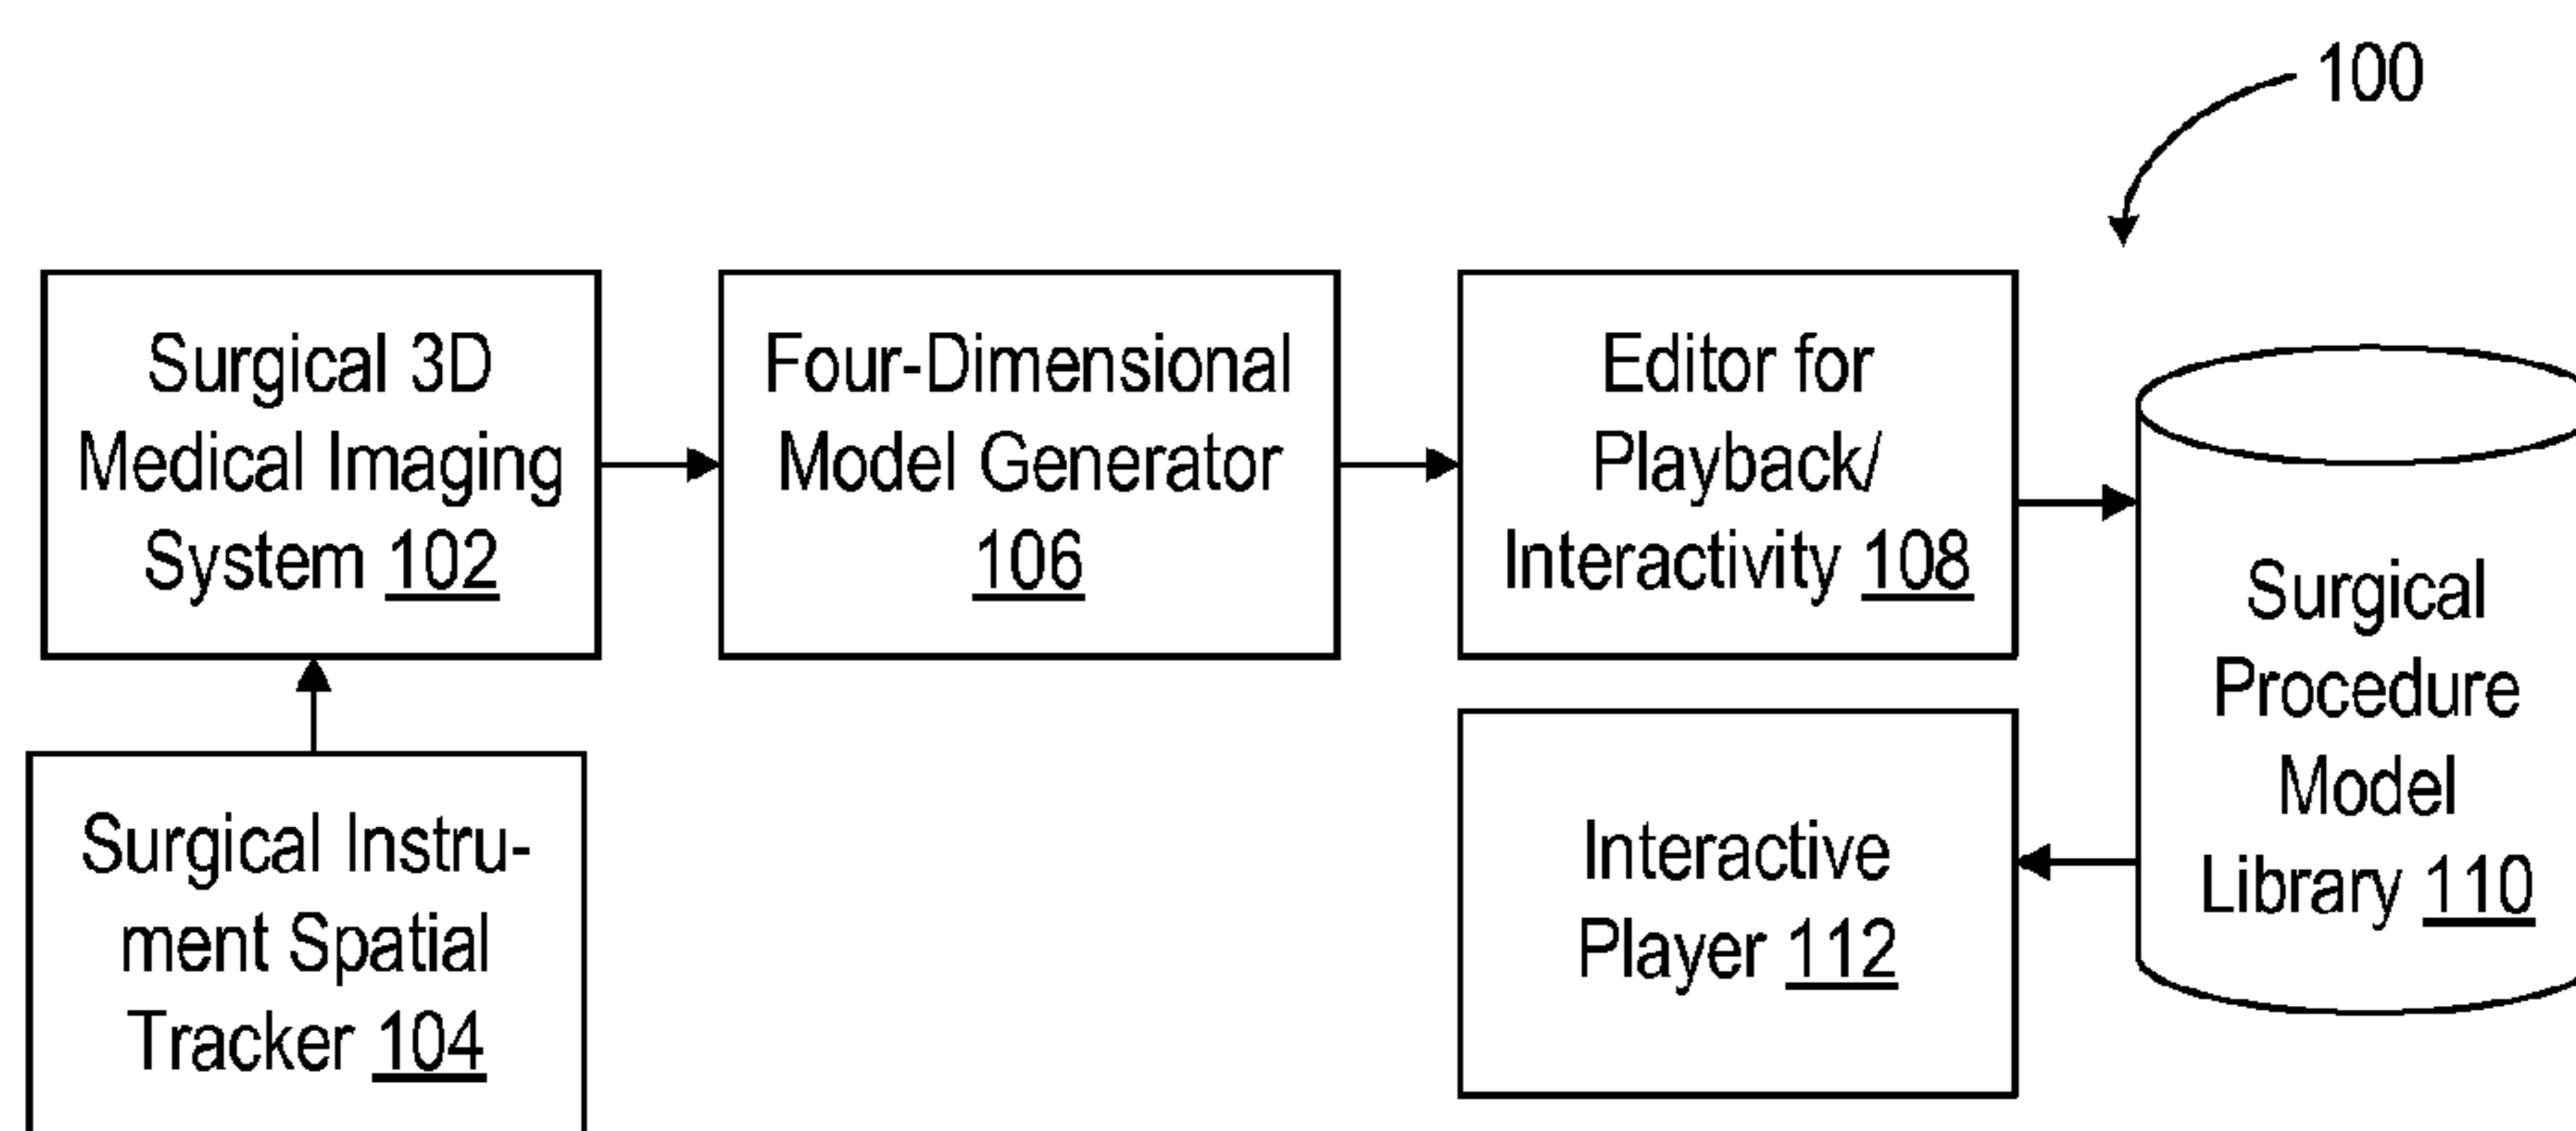 100
Surgical 3D
Medical Imaging
System 102
Four-Dimensional
Model Generator
106
Editor for
Playback/
Interactivity 108
Surgical
Procedure
Model
Library 110
Surgical Instru-
ment Spatial
Tracker 104
Interactive
Player 112